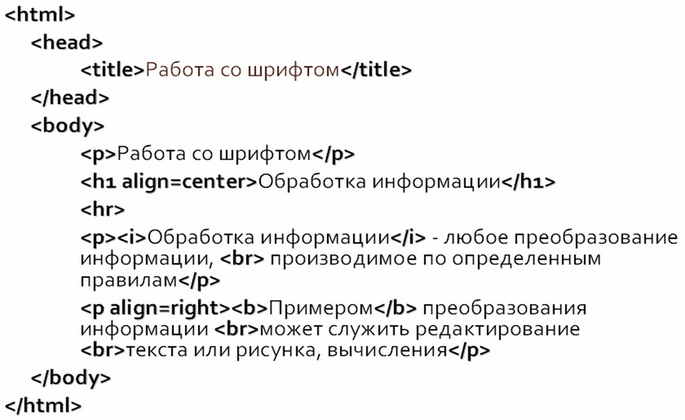 <html>
<head>
<title>Работа со шрифтом</title>
</head>
<body>
<p>Работа со шрифтом</p>
<h1 align=center>Обработка информации</h1>
<hr>
<p><i>Обработка информации</i> - любое преобразование
информации, <br> производимое по определенным
правилам</p>
<p align=right><b>Примером</b> преобразования
информации <br>может служить редактирование
<br>текста или рисунка, вычисления</p>
</body>
</html>